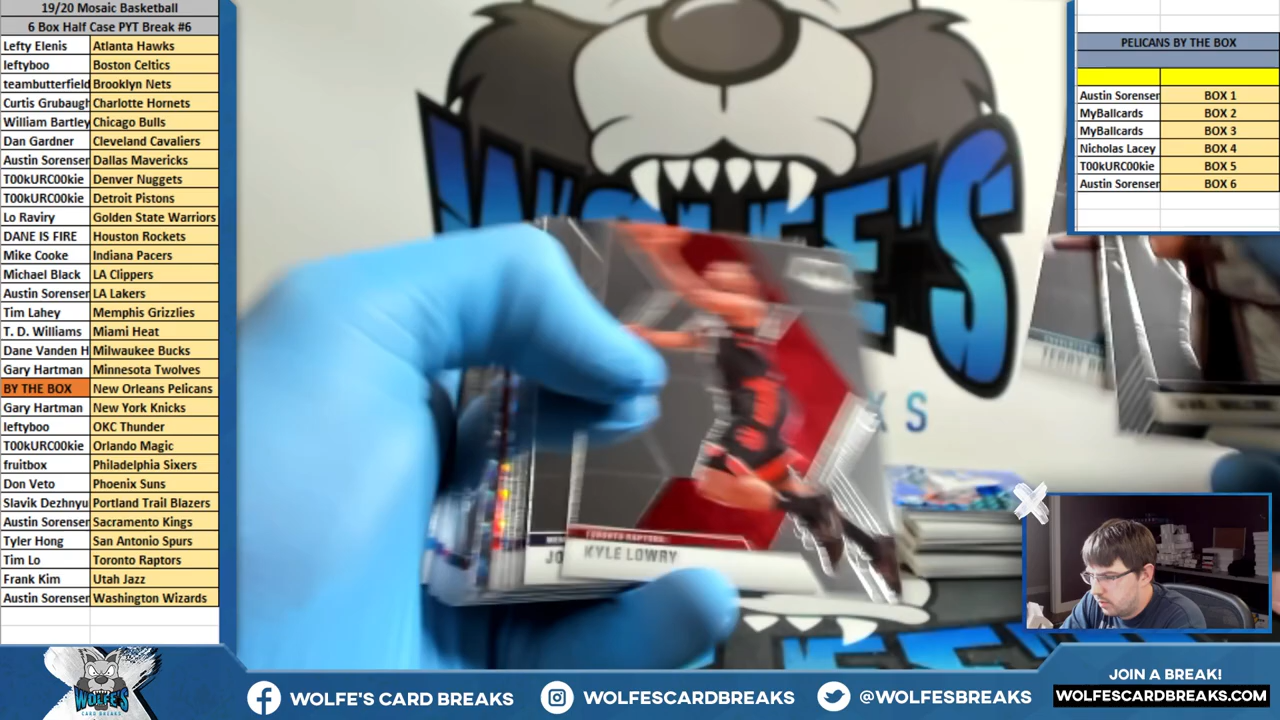 19/20 Mosaic Basketball
6 Box Half Case PYT Break #6
Lefty Elenis Atlanta Hawks
leftyboo Boston Celtics
teambutterfield Brooklyn Nets
Curtis Grubaugh Charlotte Hornets
William Bartley Chicago Bulls
Dan Gardner Cleveland Cavaliers
Austin Sorensen Dallas Mavericks
T00kURC00kie Denver Nuggets
T00kURC00kie Detroit Pistons
Lo Raviry Golden State Warriors
DANE IS FIRE Houston Rockets
Mike Cooke Indiana Pacers
Michael Black LA Clippers
Austin Sorensen LA Lakers
Tim Lahey Memphis Grizzlies
T. D. Williams Miami Heat
Dane Vanden H Milwaukee Bucks
Gary Hartman Minnesota Twolves
BY THE BOX New Orleans Pelicans
Gary Hartman New York Knicks
leftyboo OKC Thunder
T00kURC00kie Orlando Magic
fruitbox Philadelphia Sixers
Don Veto Phoenix Suns
Slavik Dezhnyu Portland Trail Blazers
Austin Sorensen Sacramento Kings
Tyler Hong San Antonio Spurs
Tim Lo Toronto Raptors
Frank Kim Utah Jazz
Austin Sorensen Washington Wizards
PELICANS BY THE BOX
Austin Sorensen BOX 1
MyBallcards BOX 2
MyBallcards BOX 3
Nicholas Lacey BOX 4
T00kURC00kie BOX 5
Austin Sorensen BOX 6
WOLFE'S
TORONTO RAPTORS
KYLE LOWRY
JO
WOLFE'S
CARD BREAKS
WOLFE'S CARD BREAKS
WOLFESCARDBREAKS
@WOLFESBREAKS
JOIN A BREAK!
WOLFESCARDBREAKS.COM